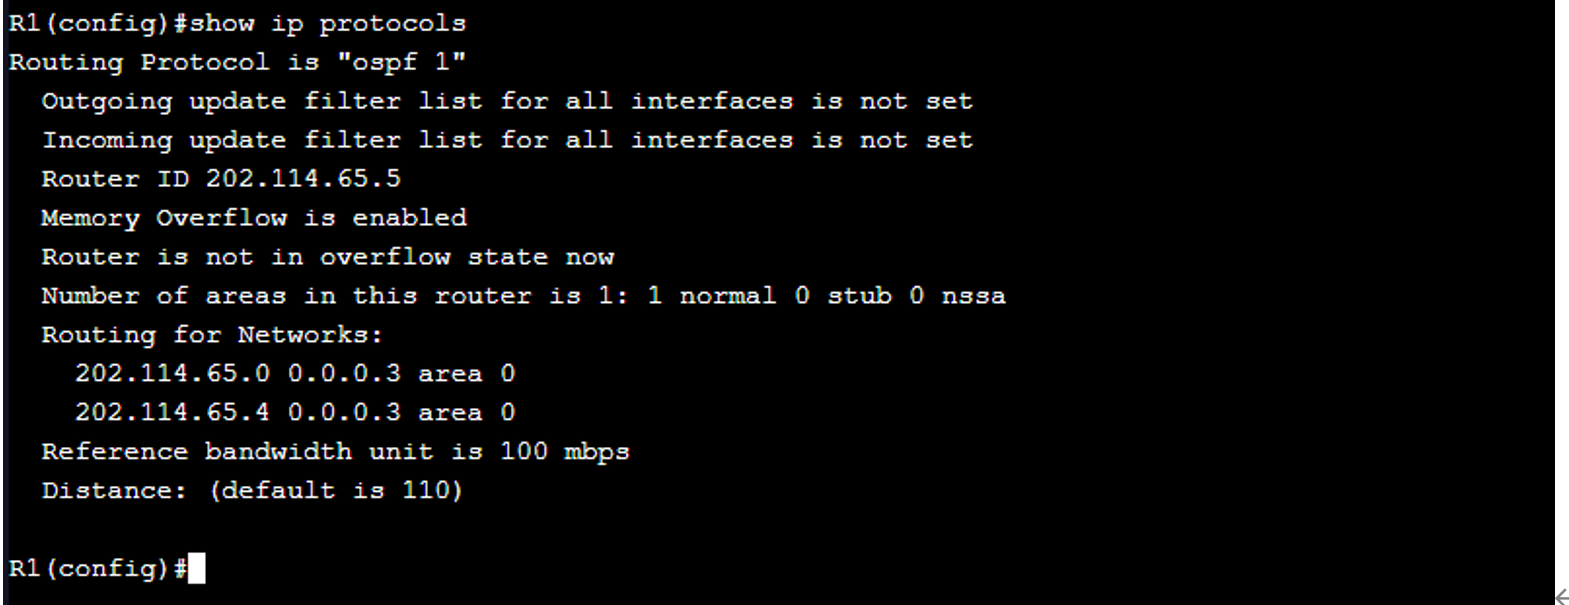 R1(config)#show ip protocols
Routing Protocol is "ospf 1"
  Outgoing update filter list for all interfaces is not set
  Incoming update filter list for all interfaces is not set
  Router ID 202.114.65.5
  Memory Overflow is enabled
  Router is not in overflow state now
  Number of areas in this router is 1: 1 normal 0 stub 0 nssa
  Routing for Networks:
    202.114.65.0 0.0.0.3 area 0
    202.114.65.4 0.0.0.3 area 0
  Reference bandwidth unit is 100 mbps
  Distance: (default is 110)

R1(config)#